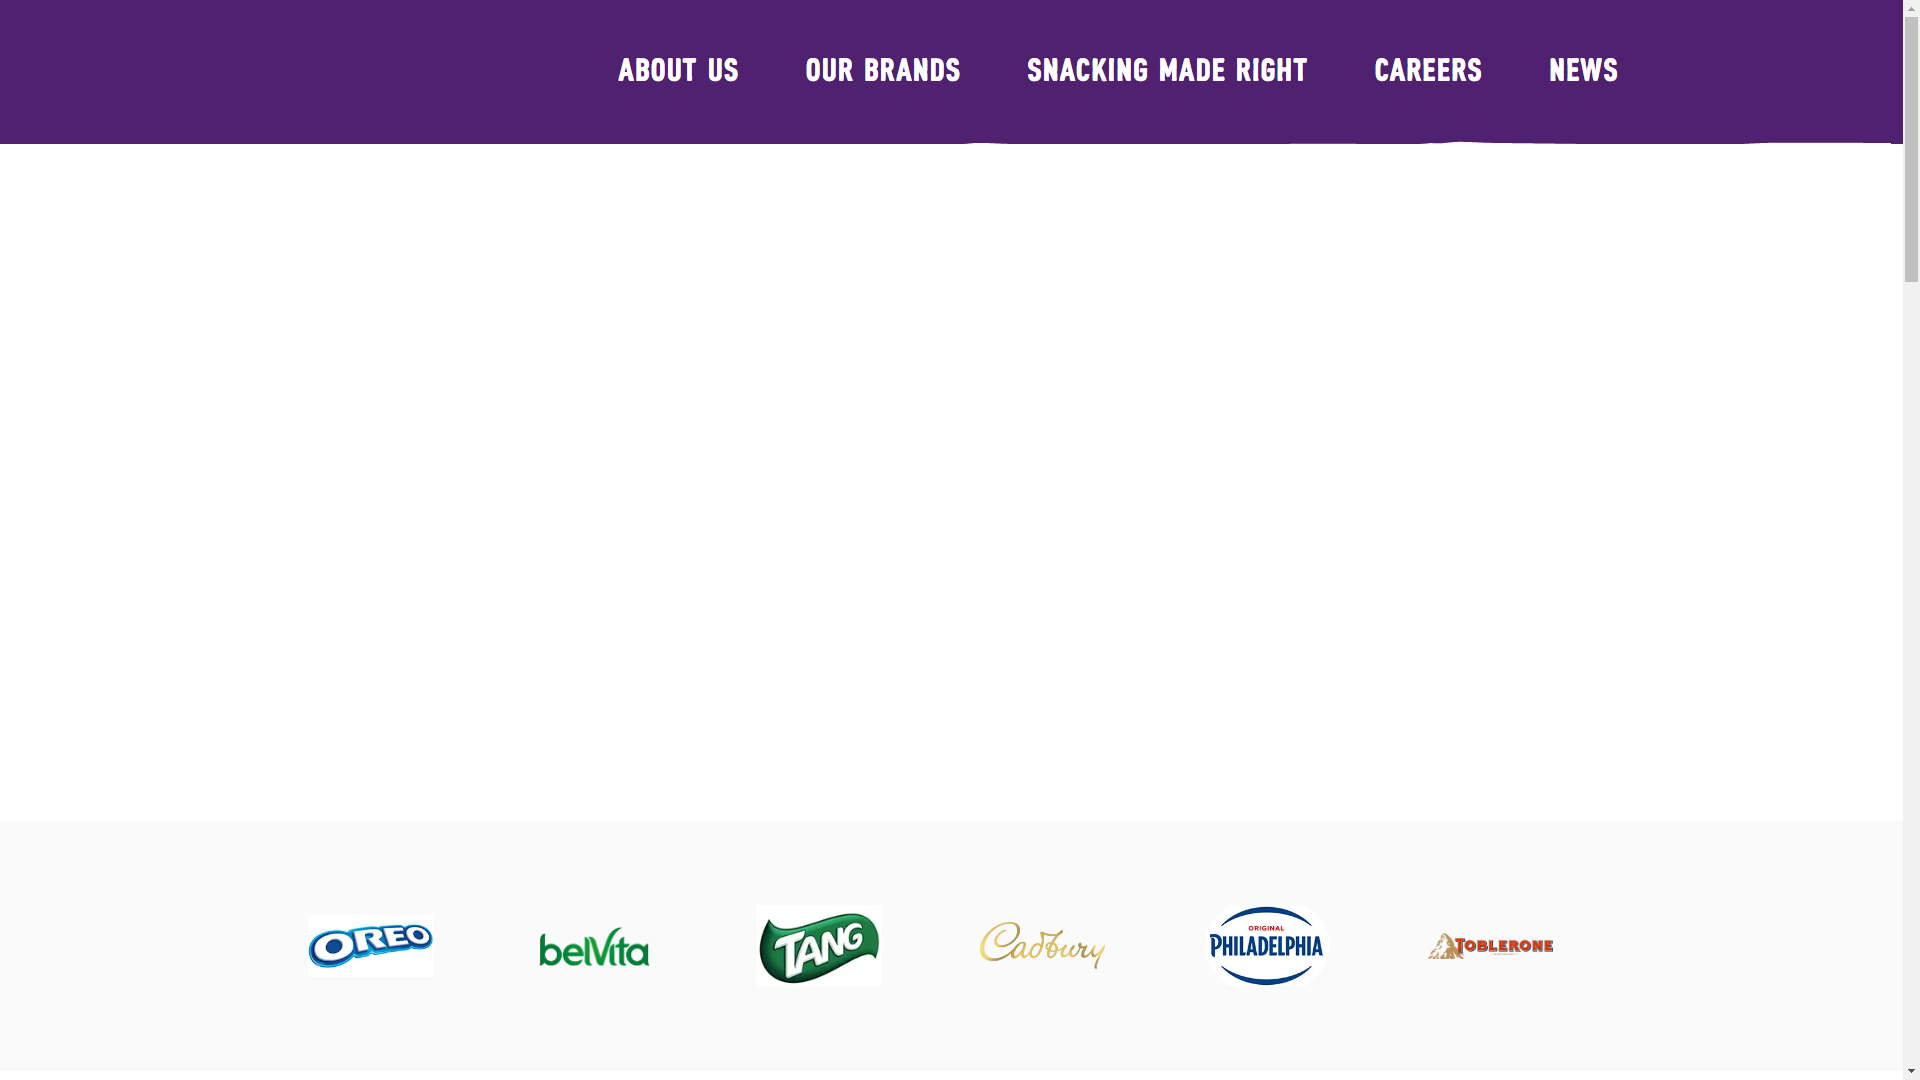 ABOUT US OUR BRANDS SNACKING MADE RIGHT CAREERS NEWS
OREO belVita TANG Cadbury ORIGINAL PHILADELPHIA TOBLERONE